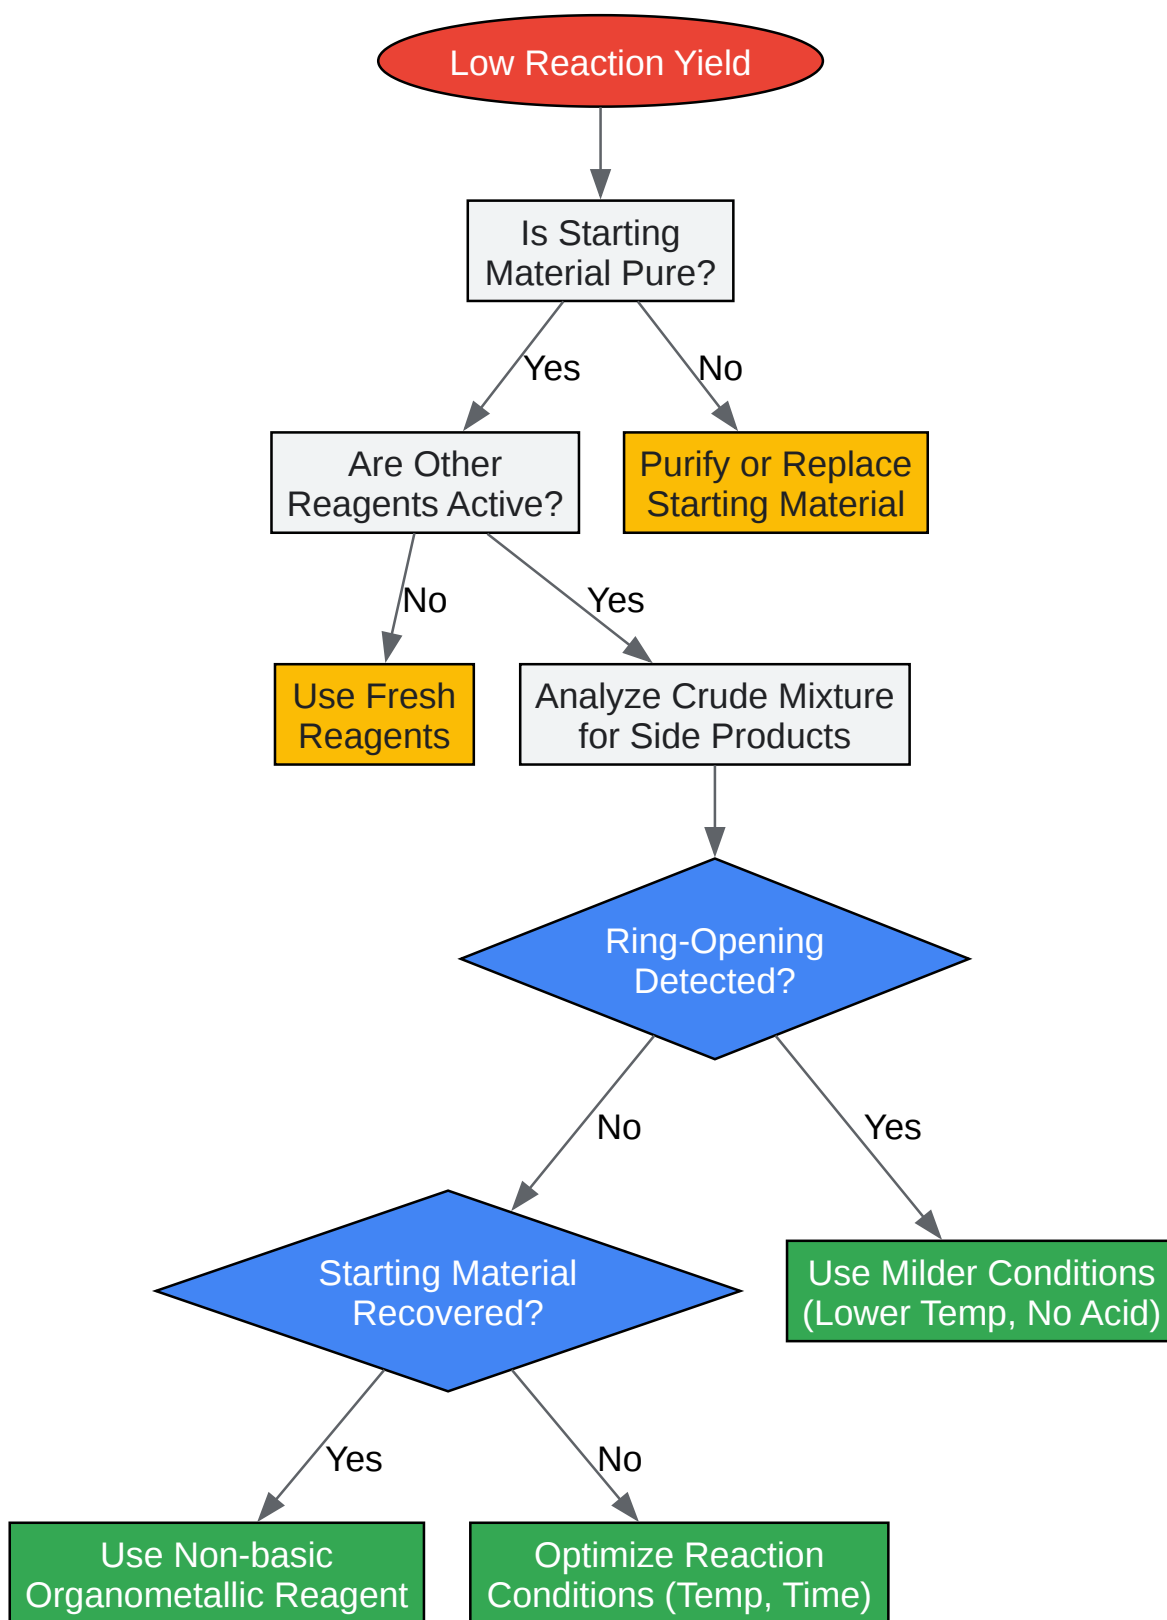 Low Reaction Yield
Is Starting
Material Pure?
Yes
No
Are Other
Reagents Active?
Purify or Replace
Starting Material
No
Yes
Use Fresh
Reagents
Analyze Crude Mixture
for Side Products
Ring-Opening
Detected?
No
Yes
Starting Material
Recovered?
Use Milder Conditions
(Lower Temp, No Acid)
Yes
No
Use Non-basic
Organometallic Reagent
Optimize Reaction
Conditions (Temp, Time)